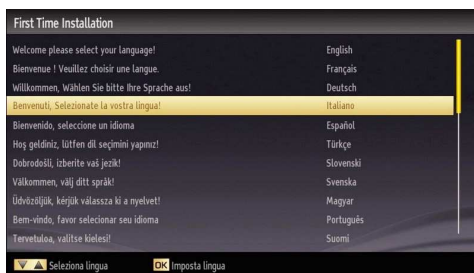 First Time Installation
Welcome please select your language! English
Bienvenue ! Veuillez choisir une langue. Français
Willkommen, Wählen Sie bitte Ihre Sprache aus! Deutsch
Benvenuti, Selezionate la vostra lingua! Italiano
Bienvenido, seleccione un idioma Español
Hoş geldiniz, lütfen dil seçimini yapınız! Türkçe
Dobrodošli, izberite vaš jezik! Slovenski
Välkommen, välj ditt språk! Svenska
Üdvözöljük, kérjük válassza ki a nyelvet! Magyar
Bem-vindo, favor selecionar seu idioma Português
Tervetuloa, valitse kielesi! Suomi
Seleziona lingua OK Imposta lingua